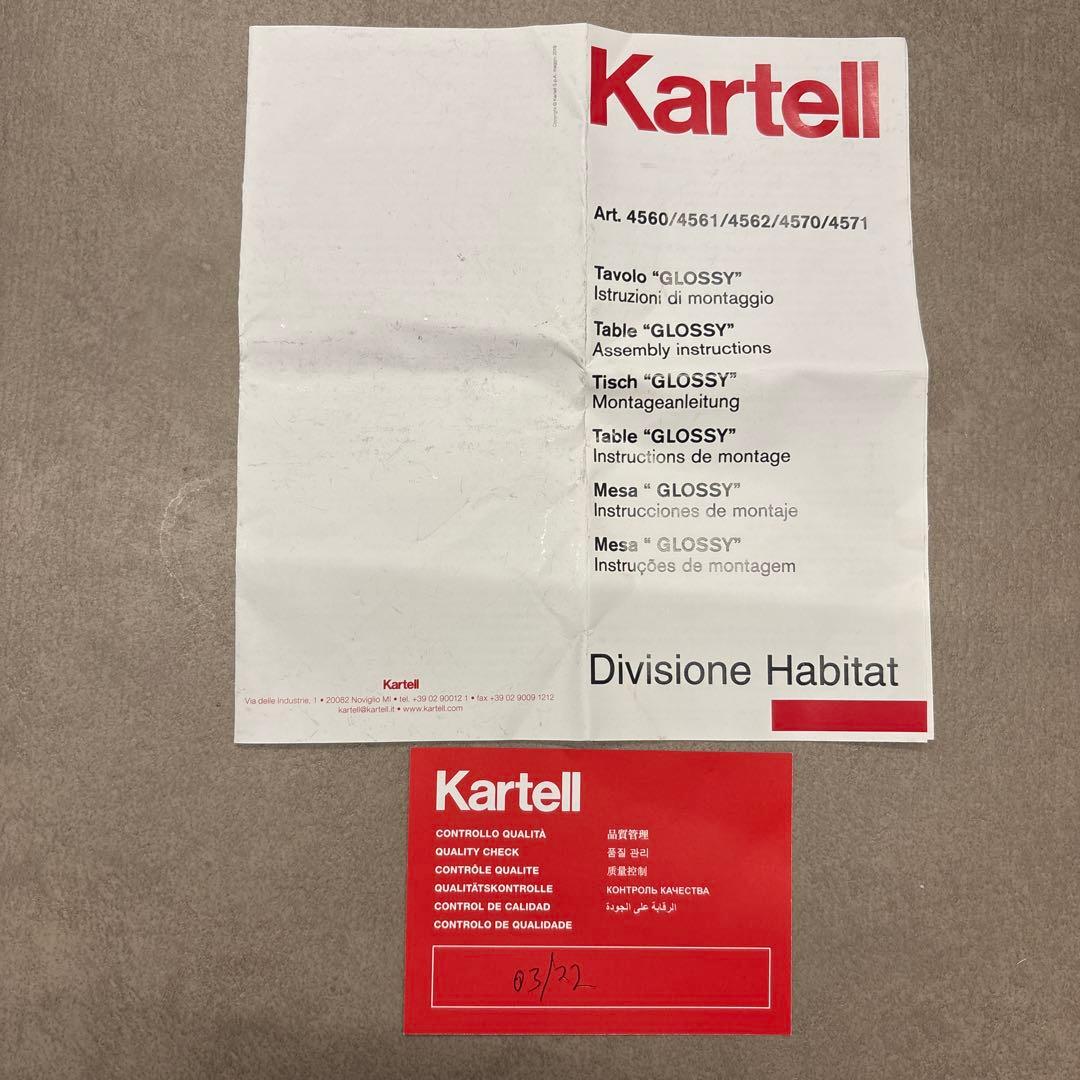 Copyright © Kartell S.p.A. maggio 2019
Kartell
Art. 4560/4561/4562/4570/4571
Tavolo “GLOSSY”
Istruzioni di montaggio
Table “GLOSSY”
Assembly instructions
Tisch “GLOSSY”
Montageanleitung
Table “GLOSSY”
Instructions de montage
Mesa “ GLOSSY”
Instrucciones de montaje
Mesa “ GLOSSY”
Instruções de montagem
Divisione Habitat
Kartell
Via delle Industrie, 1 • 20082 Noviglio MI • tel. +39 02 90012 1 • fax +39 02 9009 1212
kartell@kartell.it • www.kartell.com
Kartell
CONTROLLO QUALITÀ
QUALITY CHECK
CONTRÔLE QUALITE
QUALITÄTSKONTROLLE
CONTROL DE CALIDAD
CONTROLO DE QUALIDADE
品質管理
품질 관리
质量控制
КОНТРОЛЬ КАЧЕСТВА
الرقابة على الجودة
03/22